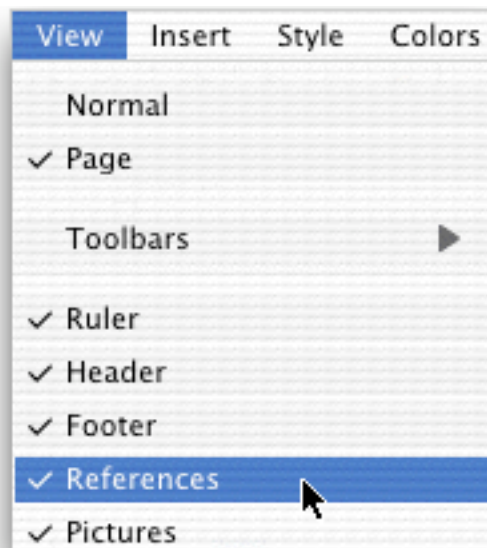 View Insert Style Colors
Normal
✓ Page
Toolbars ▶
✓ Ruler
✓ Header
✓ Footer
✓ References
✓ Pictures